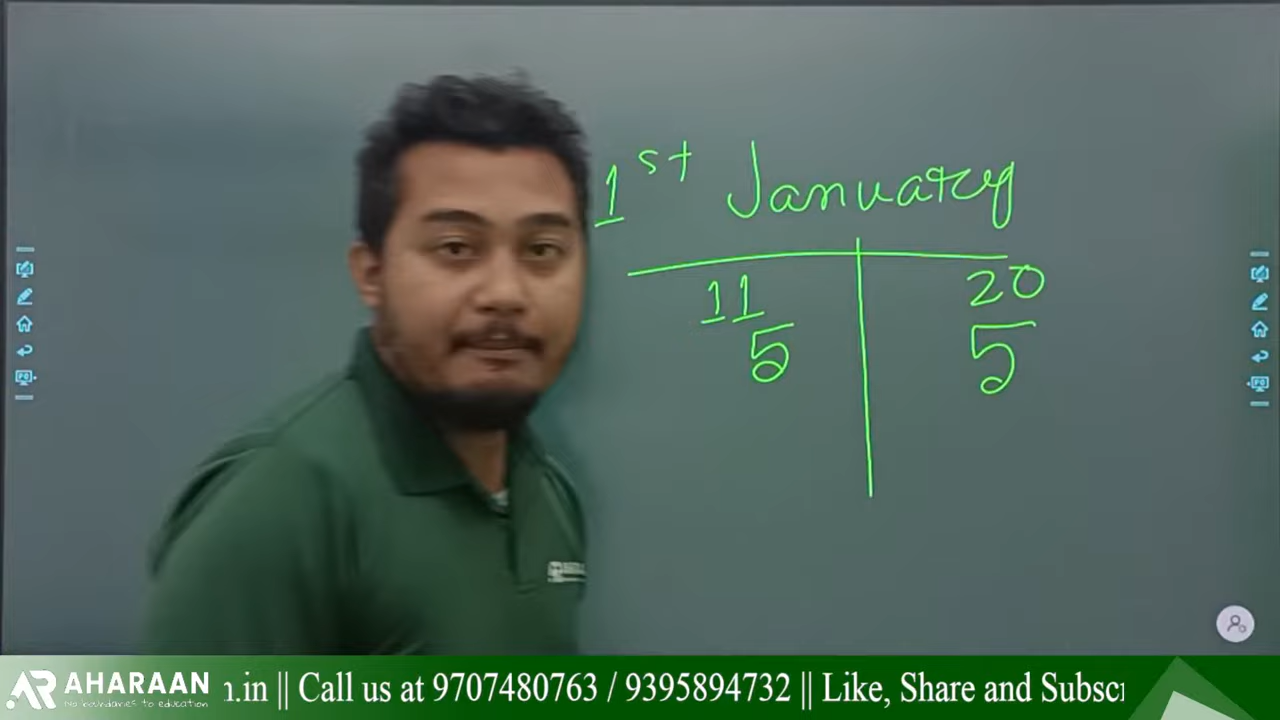 1st January
11 20
5 5
AHARAAN
No boundaries to education
.in || Call us at 9707480763 / 9395894732 || Like, Share and Subscr